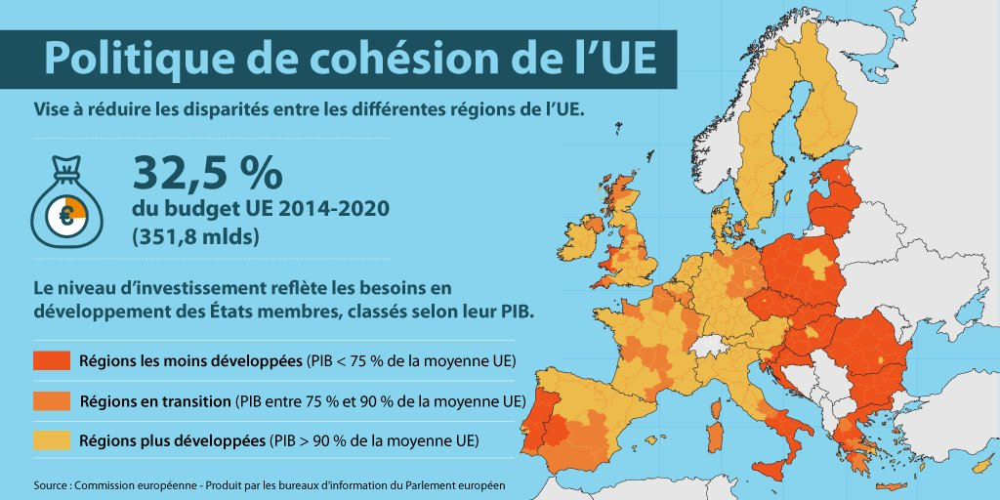 Politique de cohésion de l’UE
Vise à réduire les disparités entre les différentes régions de l’UE.
32,5 %
du budget UE 2014-2020
(351,8 mlds)
€
Le niveau d’investissement reflète les besoins en
développement des États membres, classés selon leur PIB.
Régions les moins développées (PIB < 75 % de la moyenne UE)
Régions en transition (PIB entre 75 % et 90 % de la moyenne UE)
Régions plus développées (PIB > 90 % de la moyenne UE)
Source : Commission européenne - Produit par les bureaux d’information du Parlement européen